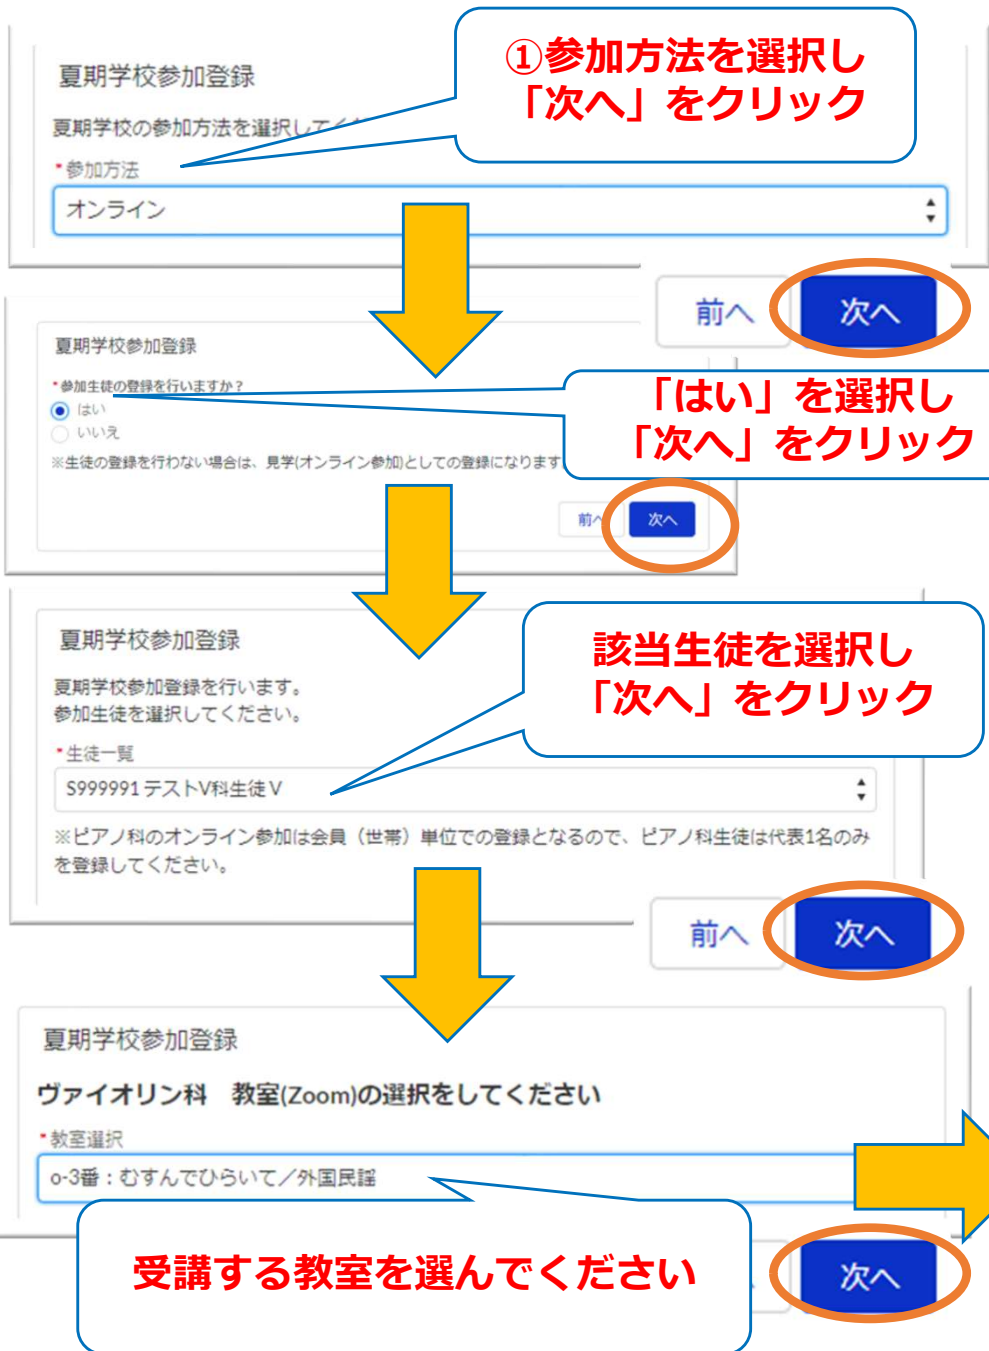 ①参加方法を選択し
「次へ」をクリック
夏期学校参加登録
夏期学校の参加方法を選択して
*参加方法
オンライン
前へ
次へ
夏期学校参加登録
*参加生徒の登録を行いますか？
はい
いいえ
※生徒の登録を行わない場合は、見学(オンライン参加)としての登録になります
「はい」を選択し
「次へ」をクリック
前へ
次へ
夏期学校参加登録
夏期学校参加登録を行います。
参加生徒を選択してください。
該当生徒を選択し
「次へ」をクリック
*生徒一覧
S999991 テストV科生徒 V
※ピアノ科のオンライン参加は会員（世帯）単位での登録となるので、ピアノ科生徒は代表1名のみ
を登録してください。
前へ
次へ
夏期学校参加登録
ヴァイオリン科　教室(Zoom)の選択をしてください
*教室選択
o-3番：むすんでひらいて／外国民謡
受講する教室を選んでください
次へ